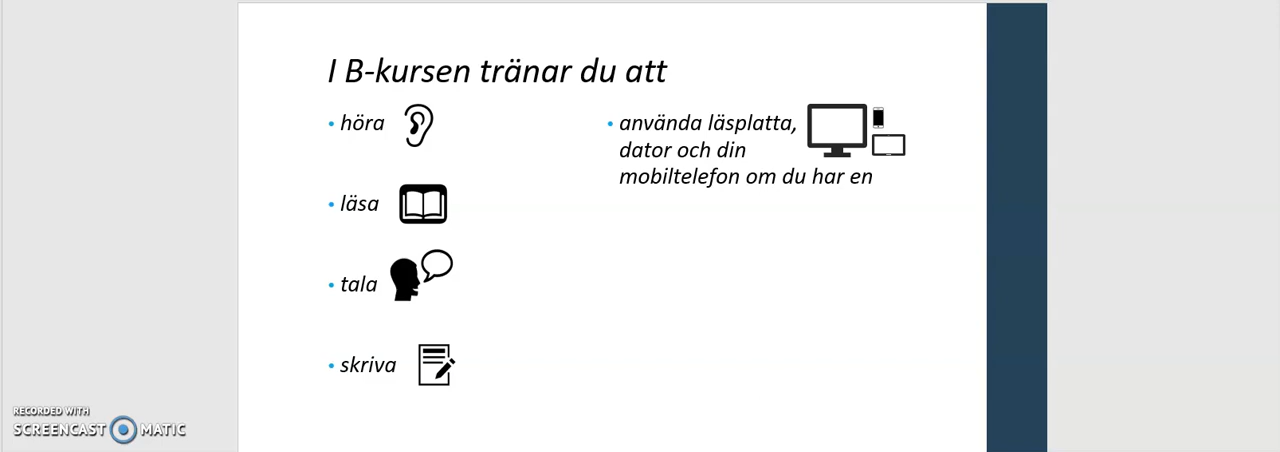 I B-kursen tränar du att
• höra
• läsa
• tala
• skriva
• använda läsplatta,
dator och din
mobiltelefon om du har en
RECORDED WITH
SCREENCAST MATIC